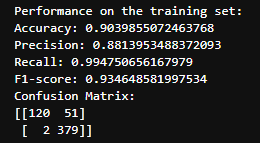 Performance on the training set:
Accuracy: 0.9039855072463768
Precision: 0.8813953488372093
Recall: 0.994750656167979
F1-score: 0.934648581997534
Confusion Matrix:
[[120  51]
 [  2 379]]